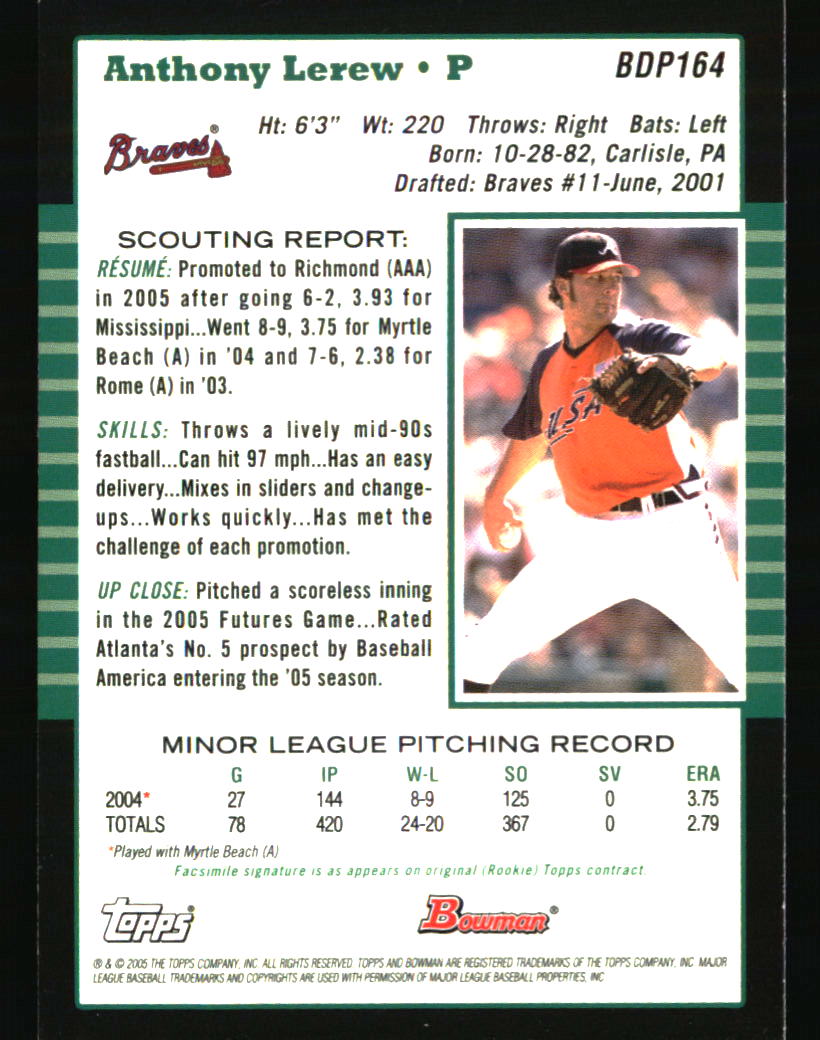 Anthony Lerew • P
BDP164
Braves®
Ht: 6'3" Wt: 220 Throws: Right Bats: Left
Born: 10-28-82, Carlisle, PA
Drafted: Braves #11-June, 2001
SCOUTING REPORT:
RÉSUMÉ: Promoted to Richmond (AAA)
in 2005 after going 6-2, 3.93 for
Mississippi...Went 8-9, 3.75 for Myrtle
Beach (A) in '04 and 7-6, 2.38 for
Rome (A) in '03.
SKILLS: Throws a lively mid-90s
fastball...Can hit 97 mph...Has an easy
delivery...Mixes in sliders and change-
ups...Works quickly...Has met the
challenge of each promotion.
UP CLOSE: Pitched a scoreless inning
in the 2005 Futures Game...Rated
Atlanta's No. 5 prospect by Baseball
America entering the '05 season.
USA
MINOR LEAGUE PITCHING RECORD
G IP W-L SO SV ERA
2004* 27 144 8-9 125 0 3.75
TOTALS 78 420 24-20 367 0 2.79
*Played with Myrtle Beach (A)
Facsimile signature is as appears on original (Rookie) Topps contract.
Topps® Bowman®
® & © 2005 THE TOPPS COMPANY, INC. ALL RIGHTS RESERVED. TOPPS AND BOWMAN ARE REGISTERED TRADEMARKS OF THE TOPPS COMPANY, INC. MAJOR
LEAGUE BASEBALL TRADEMARKS AND COPYRIGHTS ARE USED WITH PERMISSION OF MAJOR LEAGUE BASEBALL PROPERTIES, INC